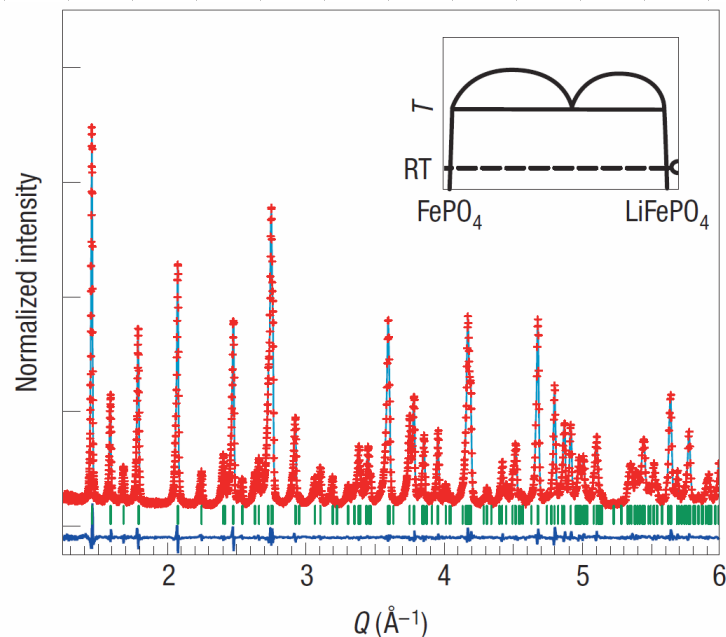 Normalized intensity
T
RT
FePO₄
LiFePO₄
2
3
4
5
6
Q (Å⁻¹)